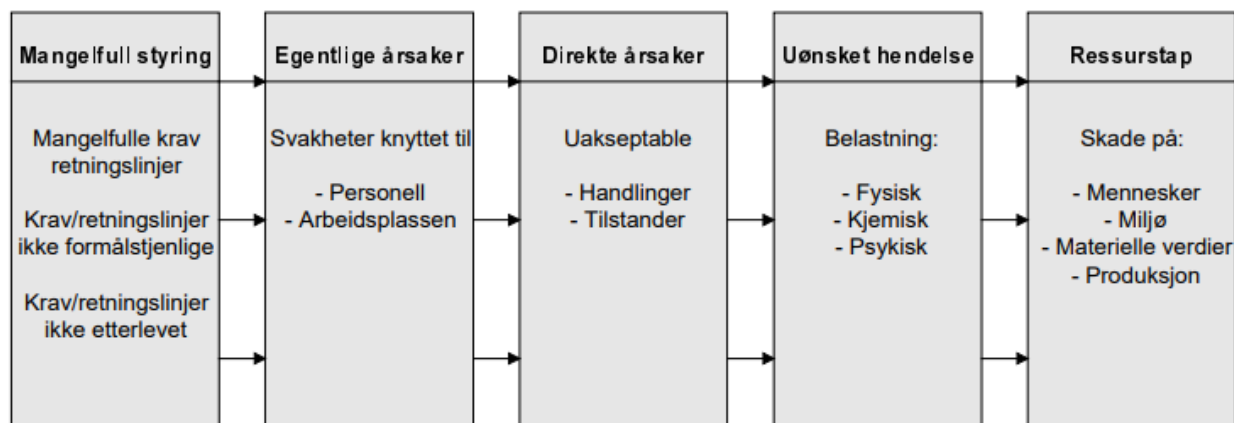 Mangelfull styring
Mangelfulle krav
retningslinjer
Krav/retningslinjer
ikke formålstjenlige
Krav/retningslinjer
ikke etterlevet
Egentlige årsaker
Svakheter knyttet til
- Personell
- Arbeidsplassen
Direkte årsaker
Uakseptable
- Handlinger
- Tilstander
Uønsket hendelse
Belastning:
- Fysisk
- Kjemisk
- Psykisk
Ressurstap
Skade på:
- Mennesker
- Miljø
- Materielle verdier
- Produksjon